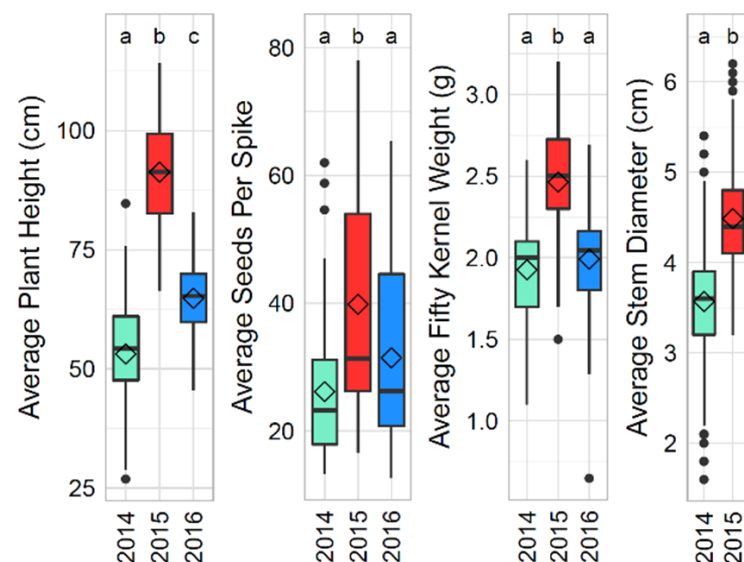 Average Plant Height (cm)
a b c
100
75
50
25
2014 2015 2016
Average Seeds Per Spike
a b a
80
60
40
20
2014 2015 2016
Average Fifty Kernel Weight (g)
a b a
3.0
2.5
2.0
1.5
1.0
2014 2015 2016
Average Stem Diameter (cm)
a b
6
5
4
3
2
2014 2015